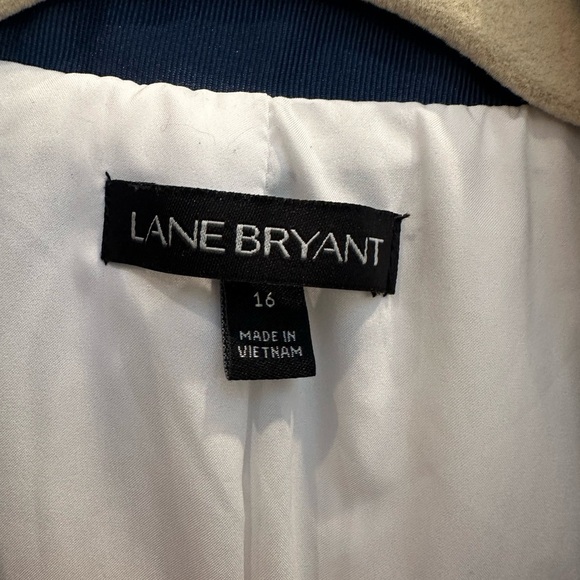 LANE BRYANT
16
MADE IN
VIETNAM